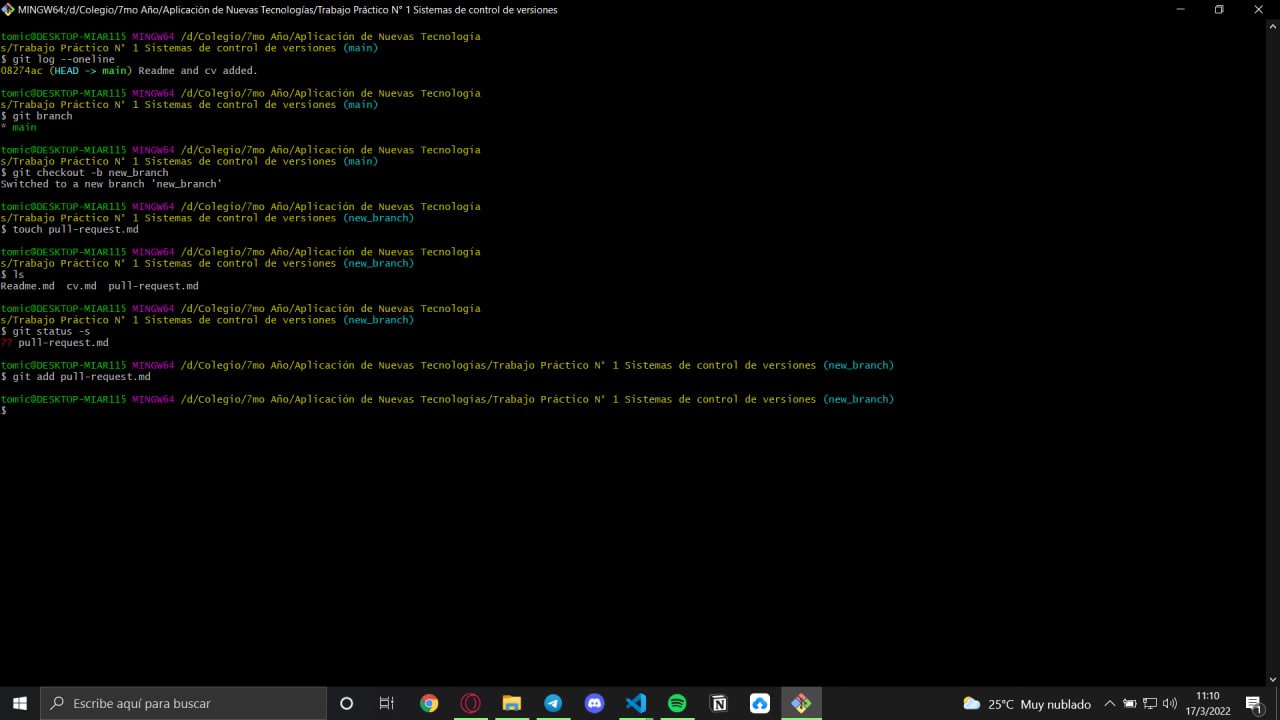 MINGW64:/d/Colegio/7mo Año/Aplicación de Nuevas Tecnologías/Trabajo Práctico N° 1 Sistemas de control de versiones
tomic@DESKTOP-MIAR115 MINGW64 /d/Colegio/7mo Año/Aplicación de Nuevas Tecnología
s/Trabajo Práctico N° 1 Sistemas de control de versiones (main)
$ git log --oneline
08274ac (HEAD -> main) Readme and cv added.
tomic@DESKTOP-MIAR115 MINGW64 /d/Colegio/7mo Año/Aplicación de Nuevas Tecnología
s/Trabajo Práctico N° 1 Sistemas de control de versiones (main)
$ git branch
* main
tomic@DESKTOP-MIAR115 MINGW64 /d/Colegio/7mo Año/Aplicación de Nuevas Tecnología
s/Trabajo Práctico N° 1 Sistemas de control de versiones (main)
$ git checkout -b new_branch
Switched to a new branch 'new_branch'
tomic@DESKTOP-MIAR115 MINGW64 /d/Colegio/7mo Año/Aplicación de Nuevas Tecnología
s/Trabajo Práctico N° 1 Sistemas de control de versiones (new_branch)
$ touch pull-request.md
tomic@DESKTOP-MIAR115 MINGW64 /d/Colegio/7mo Año/Aplicación de Nuevas Tecnología
s/Trabajo Práctico N° 1 Sistemas de control de versiones (new_branch)
$ ls
Readme.md  cv.md  pull-request.md
tomic@DESKTOP-MIAR115 MINGW64 /d/Colegio/7mo Año/Aplicación de Nuevas Tecnología
s/Trabajo Práctico N° 1 Sistemas de control de versiones (new_branch)
$ git status -s
?? pull-request.md
tomic@DESKTOP-MIAR115 MINGW64 /d/Colegio/7mo Año/Aplicación de Nuevas Tecnologías/Trabajo Práctico N° 1 Sistemas de control de versiones (new_branch)
$ git add pull-request.md
tomic@DESKTOP-MIAR115 MINGW64 /d/Colegio/7mo Año/Aplicación de Nuevas Tecnologías/Trabajo Práctico N° 1 Sistemas de control de versiones (new_branch)
$
Escribe aquí para buscar
25°C Muy nublado
11:10
17/3/2022
1